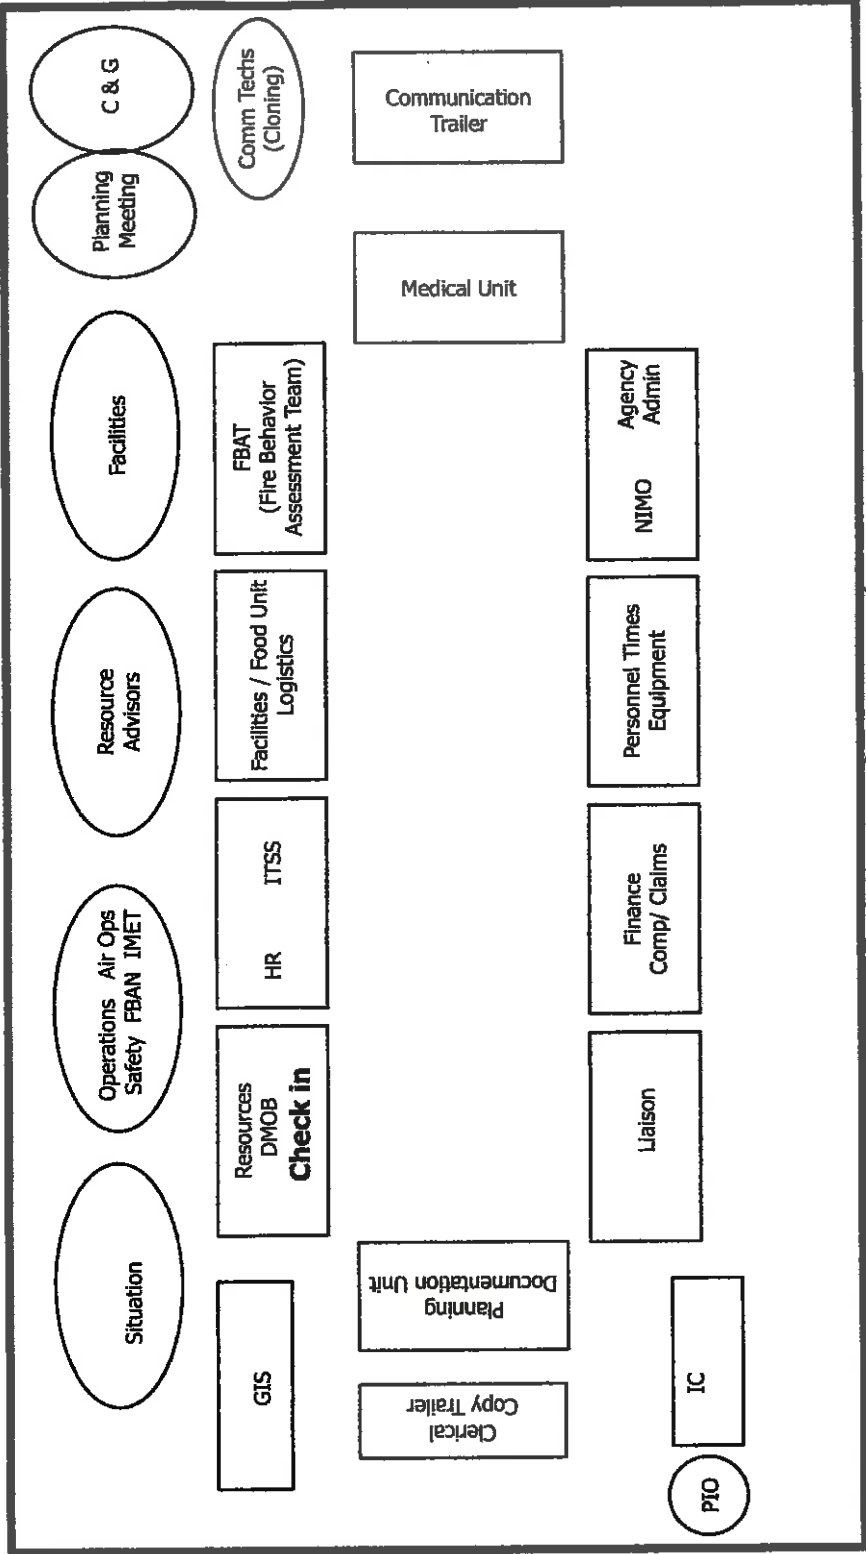 Situation
Operations Air Ops
Safety FBAN IMET
Resource
Advisors
Facilities
Planning
Meeting
C & G
GIS
Resources
DMOB
Check in
HR ITSS
Facilities / Food Unit
Logistics
FBAT
(Fire Behavior
Assessment Team)
Comm Techs
(Cloning)
Clerical
Copy Trailer
Planning
Documentation Unit
Medical Unit
Communication
Trailer
Liaison
Finance
Comp/ Claims
Personnel Times
Equipment
NIMO Agency
Admin
PIO
IC